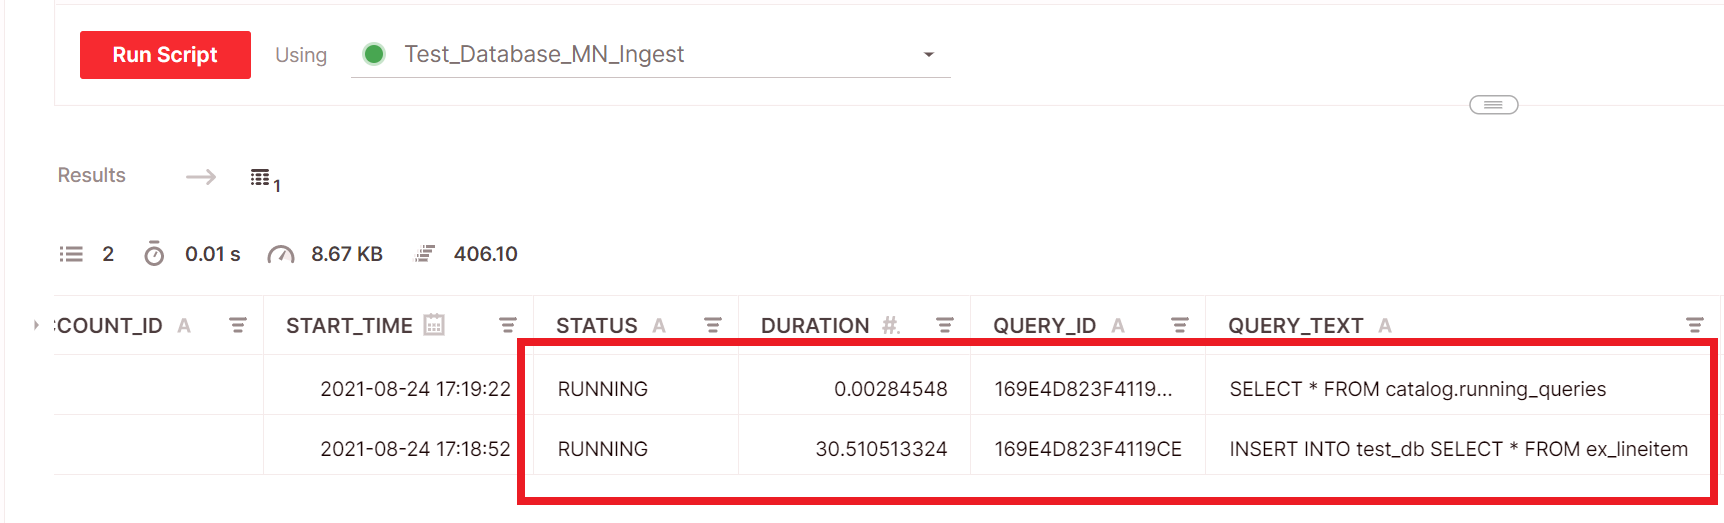 Run Script Using Test_Database_MN_Ingest
Results 1
2 0.01 s 8.67 KB 406.10
COUNT_ID A START_TIME STATUS A DURATION #. QUERY_ID A QUERY_TEXT A
2021-08-24 17:19:22 RUNNING 0.00284548 169E4D823F4119... SELECT * FROM catalog.running_queries
2021-08-24 17:18:52 RUNNING 30.510513324 169E4D823F4119CE INSERT INTO test_db SELECT * FROM ex_lineitem